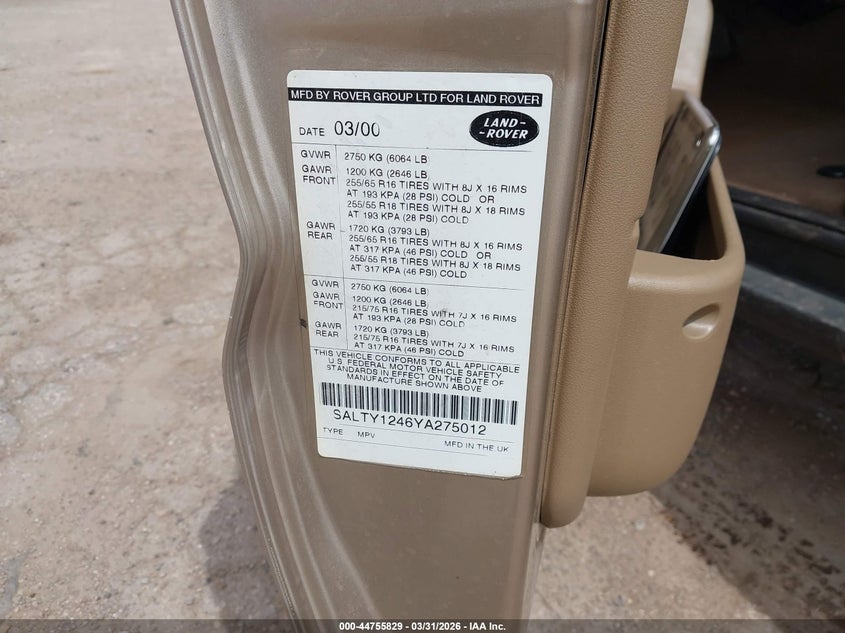 MFD BY ROVER GROUP LTD FOR LAND ROVER
DATE 03/00
LAND-
-ROVER
GVWR 2750 KG (6064 LB)
GAWR FRONT 1200 KG (2646 LB)
255/65 R16 TIRES WITH 8J X 16 RIMS
AT 193 KPA (28 PSI) COLD OR
255/55 R18 TIRES WITH 8J X 18 RIMS
AT 193 KPA (28 PSI) COLD
GAWR REAR 1720 KG (3793 LB)
255/65 R16 TIRES WITH 8J X 16 RIMS
AT 317 KPA (46 PSI) COLD OR
255/55 R18 TIRES WITH 8J X 18 RIMS
AT 317 KPA (46 PSI) COLD
GVWR 2750 KG (6064 LB)
GAWR FRONT 1200 KG (2646 LB)
215/75 R16 TIRES WITH 7J X 16 RIMS
AT 193 KPA (28 PSI) COLD
GAWR REAR 1720 KG (3793 LB)
215/75 R16 TIRES WITH 7J X 16 RIMS
AT 317 KPA (46 PSI) COLD
THIS VEHICLE CONFORMS TO ALL APPLICABLE
U.S. FEDERAL MOTOR VEHICLE SAFETY
STANDARDS IN EFFECT ON THE DATE OF
MANUFACTURE SHOWN ABOVE
SALTY1246YA275012
TYPE MPV MFD IN THE UK
000-44755829 - 03/31/2026 - IAA Inc.